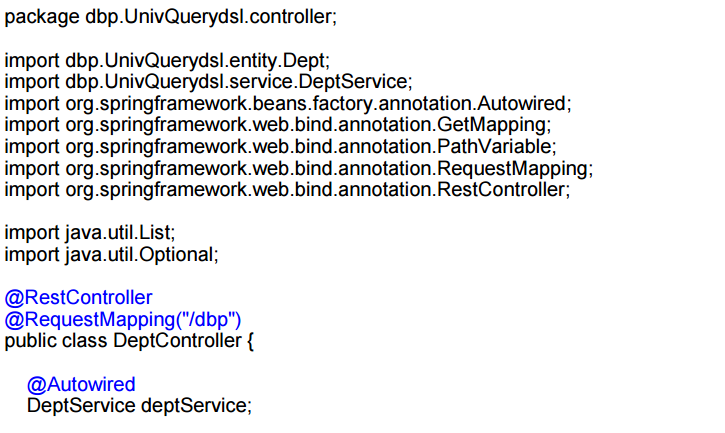 package dbp.UnivQuerydsl.controller;
import dbp.UnivQuerydsl.entity.Dept;
import dbp.UnivQuerydsl.service.DeptService;
import org.springframework.beans.factory.annotation.Autowired;
import org.springframework.web.bind.annotation.GetMapping;
import org.springframework.web.bind.annotation.PathVariable;
import org.springframework.web.bind.annotation.RequestMapping;
import org.springframework.web.bind.annotation.RestController;
import java.util.List;
import java.util.Optional;
@RestController
@RequestMapping("/dbp")
public class DeptController {
@Autowired
DeptService deptService;